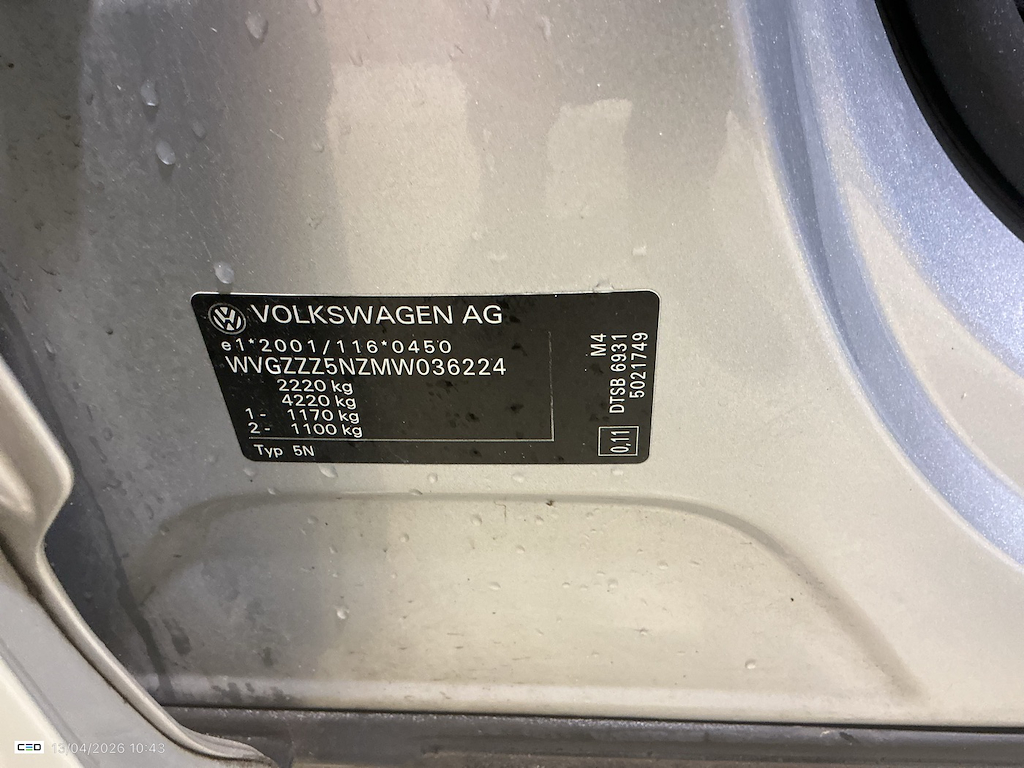 VOLKSWAGEN AG
e1*2001/116*0450
WVGZZZ5NZMW036224
2220 kg
4220 kg
1 - 1170 kg
2 - 1100 kg
Typ 5N
M4
DTSB 6931
5021749
0,11
CEO 13/04/2026 10:43